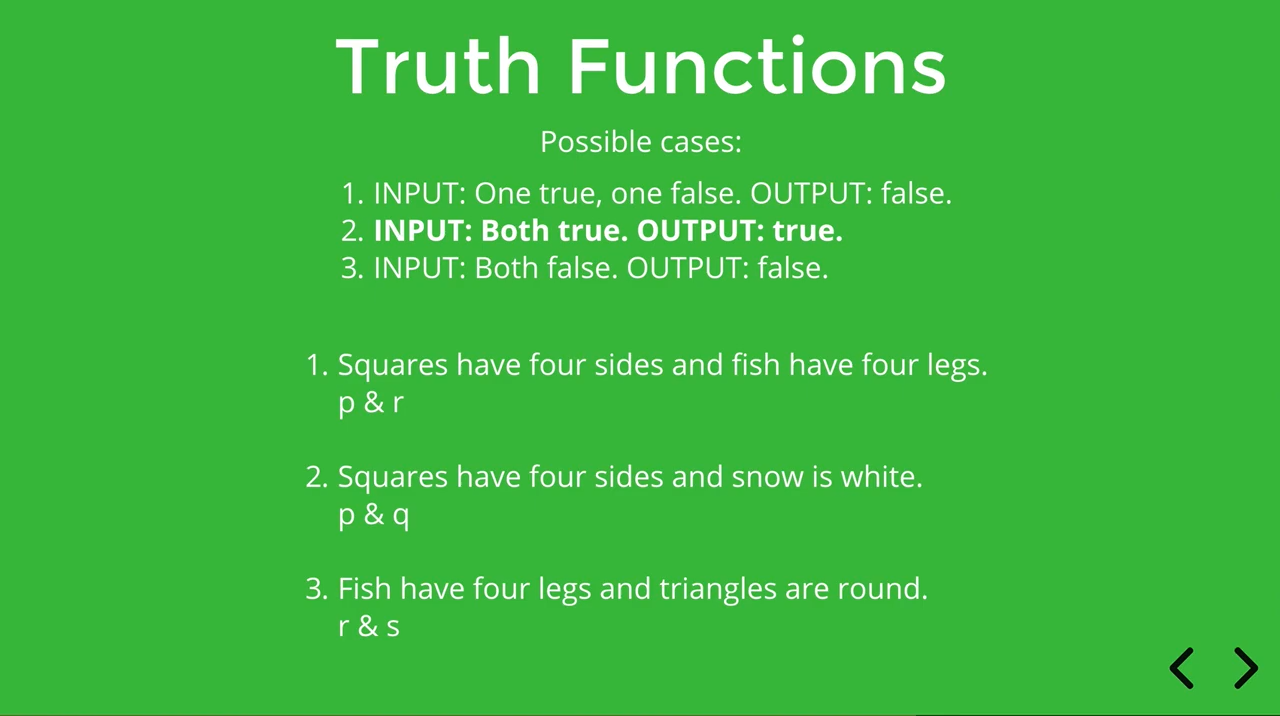 Truth Functions
Possible cases:
1. INPUT: One true, one false. OUTPUT: false.
2. INPUT: Both true. OUTPUT: true.
3. INPUT: Both false. OUTPUT: false.
1. Squares have four sides and fish have four legs.
p & r
2. Squares have four sides and snow is white.
p & q
3. Fish have four legs and triangles are round.
r & s